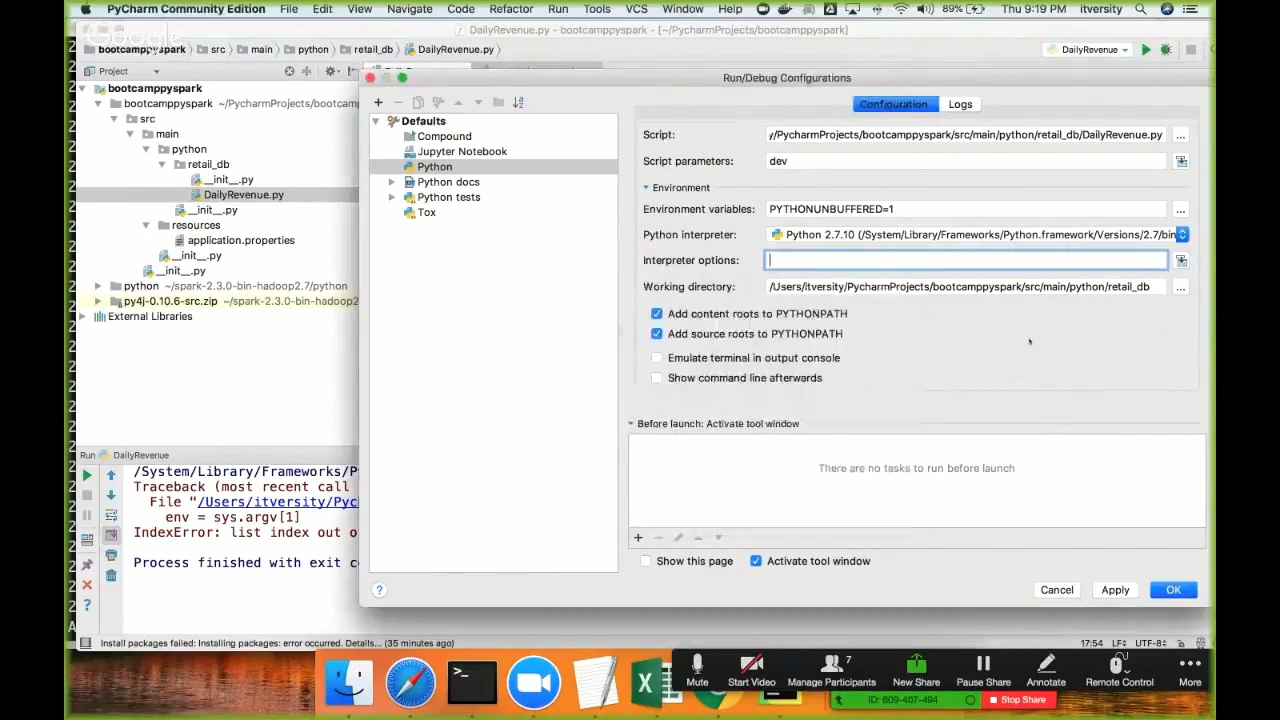 PyCharm Community Edition File Edit View Navigate Code Refactor Run Tools VCS Window Help 89% Thu 9:19 PM itversity
DailyRevenue.py - bootcamppyspark - [~/PycharmProjects/bootcamppyspark]
Google
bootcamppyspark src main python retail_db DailyRevenue.py DailyRevenue
Project
Run/Debug Configurations
bootcamppyspark
bootcamppyspark ~/PycharmProjects/bootcamp
src
main
python
retail_db
__init__.py
DailyRevenue.py
__init__.py
resources
application.properties
__init__.py
__init__.py
python ~/spark-2.3.0-bin-hadoop2.7/python
py4j-0.10.6-src.zip ~/spark-2.3.0-bin-hadoop2
External Libraries
Defaults
Compound
Jupyter Notebook
Python
Python docs
Python tests
Tox
Configuration Logs
Script: y/PycharmProjects/bootcamppyspark/src/main/python/retail_db/DailyRevenue.py ...
Script parameters: dev
Environment
Environment variables: PYTHONUNBUFFERED=1 ...
Python interpreter: Python 2.7.10 (/System/Library/Frameworks/Python.framework/Versions/2.7/bin
Interpreter options:
Working directory: /Users/itversity/PycharmProjects/bootcamppyspark/src/main/python/retail_db ...
Add content roots to PYTHONPATH
Add source roots to PYTHONPATH
Emulate terminal in output console
Show command line afterwards
Before launch: Activate tool window
There are no tasks to run before launch
Show this page Activate tool window
? Cancel Apply OK
Run DailyRevenue
/System/Library/Frameworks/P
Traceback (most recent call
File "/Users/itversity/Pyc
env = sys.argv[1]
IndexError: list index out o
Process finished with exit c
Install packages failed: Installing packages: error occurred. Details... (35 minutes ago) 17:54 LF UTF-8
Mute Start Video Manage Participants 7 New Share Pause Share Annotate Remote Control More
ID: 609-407-494 Stop Share